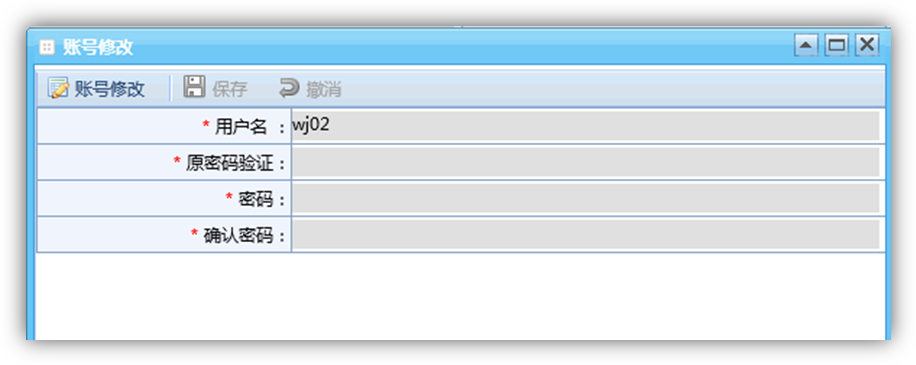 账号修改
账号修改 保存 撤消
* 用户名 ：wj02
* 原密码验证：
* 密码：
* 确认密码：